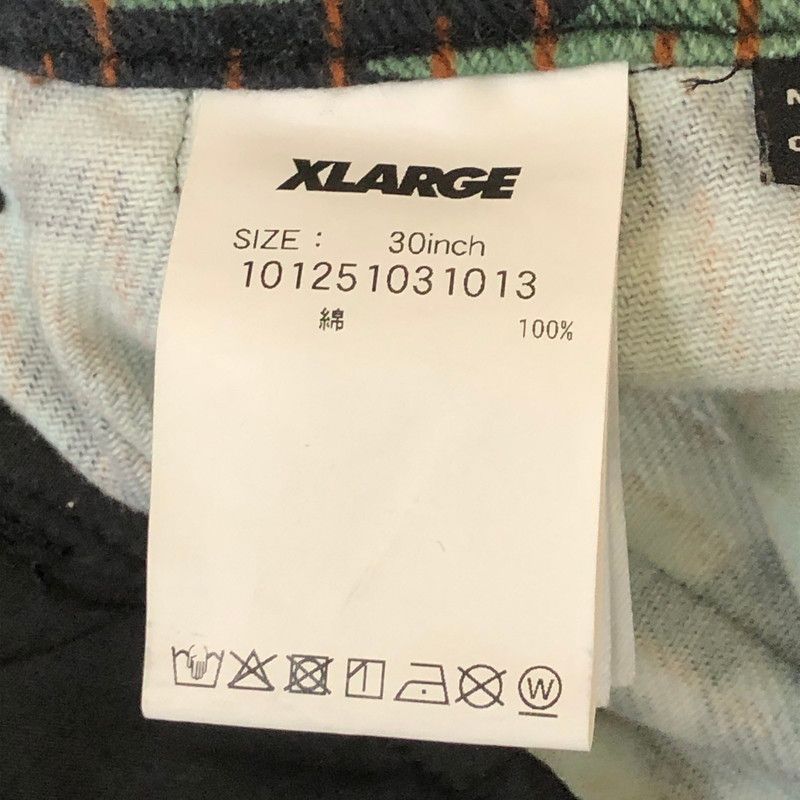 XLARGE
SIZE : 30inch
101251031013
綿 100%
W